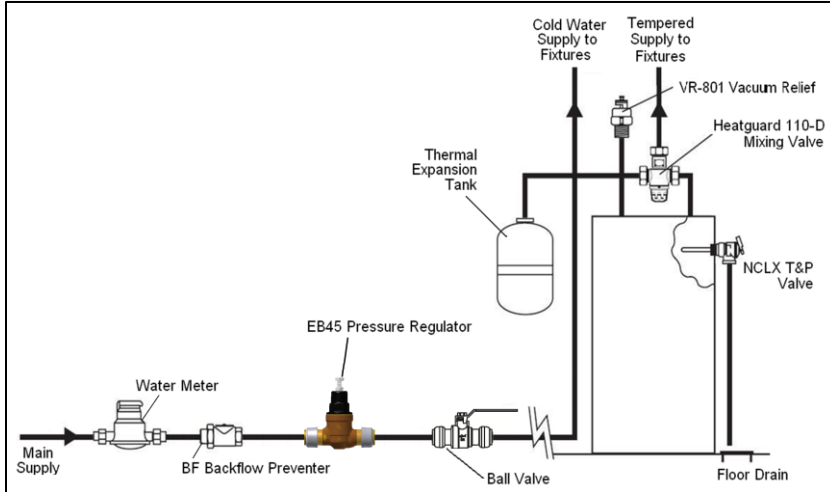 Cold Water
Supply to
Fixtures
Tempered
Supply to
Fixtures
VR-801 Vacuum Relief
Heatguard 110-D
Mixing Valve
Thermal
Expansion
Tank
NCLX T&P
Valve
EB45 Pressure Regulator
Water Meter
Main
Supply
BF Backflow Preventer
Ball Valve
Floor Drain